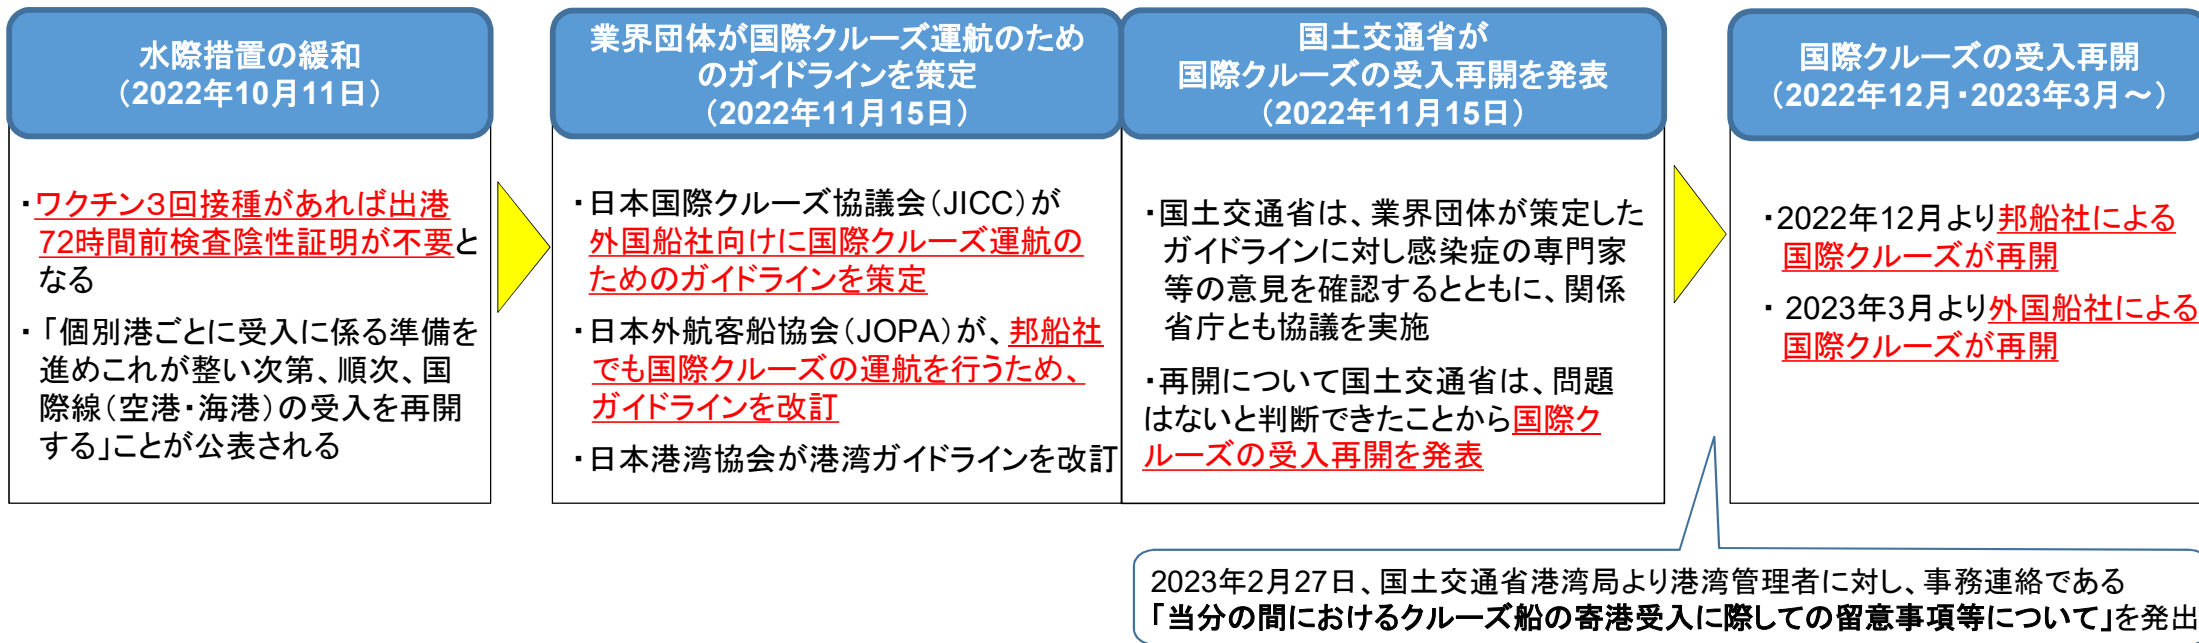 水際措置の緩和
（2022年10月11日）
・ワクチン3回接種があれば出港
72時間前検査陰性証明が不要と
なる
・「個別港ごとに受入に係る準備を
進めこれが整い次第、順次、国
際線（空港・海港）の受入を再開
する」ことが公表される
業界団体が国際クルーズ運航のため
のガイドラインを策定
（2022年11月15日）
・日本国際クルーズ協議会（JICC）が
外国船社向けに国際クルーズ運航の
ためのガイドラインを策定
・日本外航客船協会（JOPA）が、邦船社
でも国際クルーズの運航を行うため、
ガイドラインを改訂
・日本港湾協会が港湾ガイドラインを改訂
国土交通省が
国際クルーズの受入再開を発表
（2022年11月15日）
・国土交通省は、業界団体が策定した
ガイドラインに対し感染症の専門家
等の意見を確認するとともに、関係
省庁とも協議を実施
・再開について国土交通省は、問題
はないと判断できたことから国際ク
ルーズの受入再開を発表
国際クルーズの受入再開
（2022年12月・2023年3月～）
・2022年12月より邦船社による
国際クルーズが再開
・ 2023年3月より外国船社による
国際クルーズが再開
2023年2月27日、国土交通省港湾局より港湾管理者に対し、事務連絡である
「当分の間におけるクルーズ船の寄港受入に際しての留意事項等について」を発出